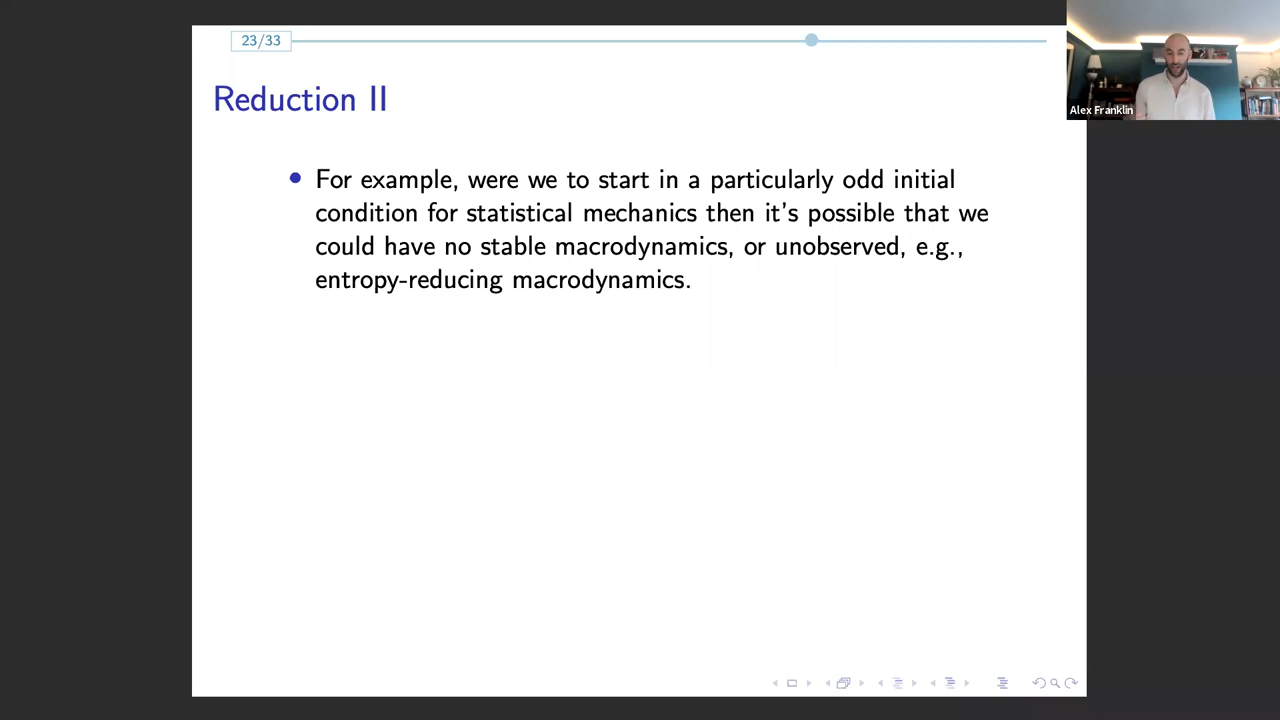 23/33
Alex Franklin
Reduction II
For example, were we to start in a particularly odd initial
condition for statistical mechanics then it's possible that we
could have no stable macrodynamics, or unobserved, e.g.,
entropy-reducing macrodynamics.